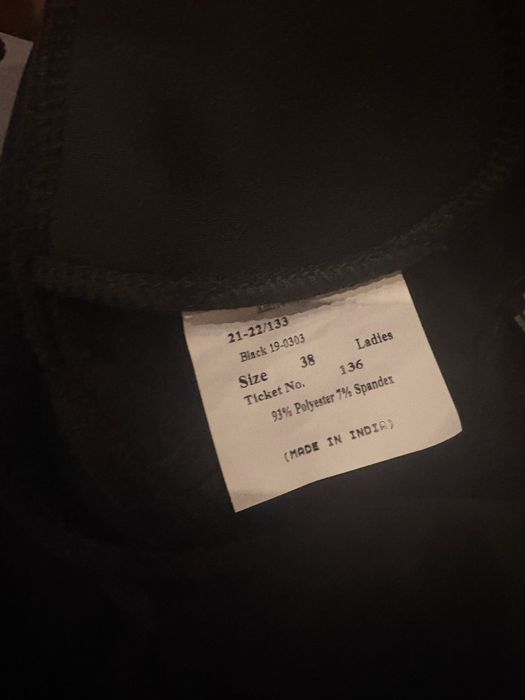 21-22/133
Black 19-0303
Size 38 Ladies
Ticket No. 136
93% Polyester 7% Spandex
(MADE IN INDIA)